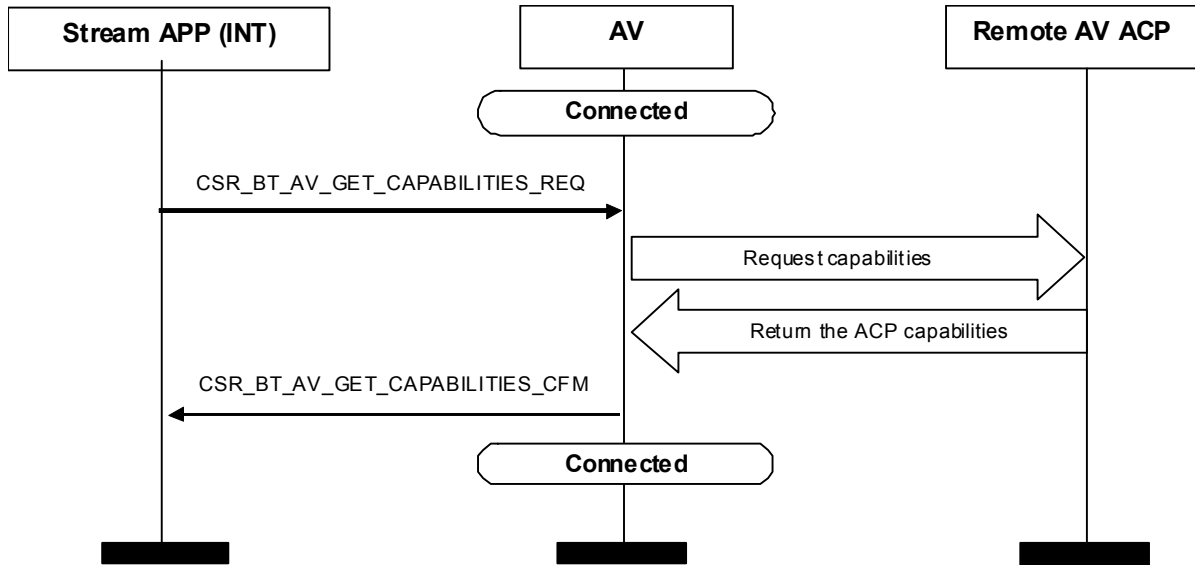 Stream APP (INT)
AV
Remote AV ACP
Connected
CSR_BT_AV_GET_CAPABILITIES_REQ
Request capabilities
Return the ACP capabilities
CSR_BT_AV_GET_CAPABILITIES_CFM
Connected